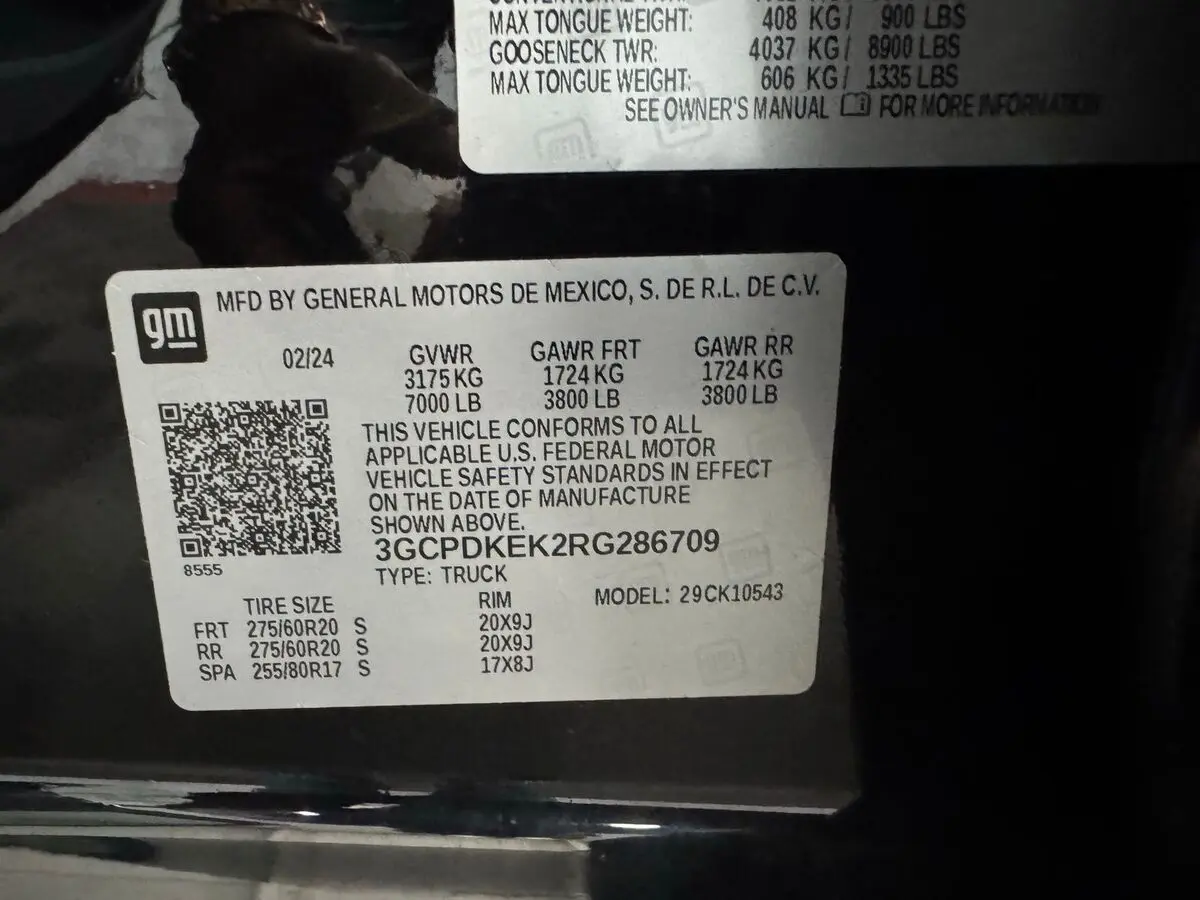 MAX TONGUE WEIGHT: 408 KG/ 900 LBS
GOOSENECK TWR: 4037 KG/ 8900 LBS
MAX TONGUE WEIGHT: 606 KG/ 1335 LBS
SEE OWNER'S MANUAL FOR MORE INFORMATION
gm
MFD BY GENERAL MOTORS DE MEXICO, S. DE R.L. DE C.V.
02/24 GVWR GAWR FRT GAWR RR
3175 KG 1724 KG 1724 KG
7000 LB 3800 LB 3800 LB
THIS VEHICLE CONFORMS TO ALL
APPLICABLE U.S. FEDERAL MOTOR
VEHICLE SAFETY STANDARDS IN EFFECT
ON THE DATE OF MANUFACTURE
SHOWN ABOVE.
3GCPDKEK2RG286709
8555
TYPE: TRUCK
MODEL: 29CK10543
TIRE SIZE RIM
FRT 275/60R20 S 20X9J
RR 275/60R20 S 20X9J
SPA 255/80R17 S 17X8J